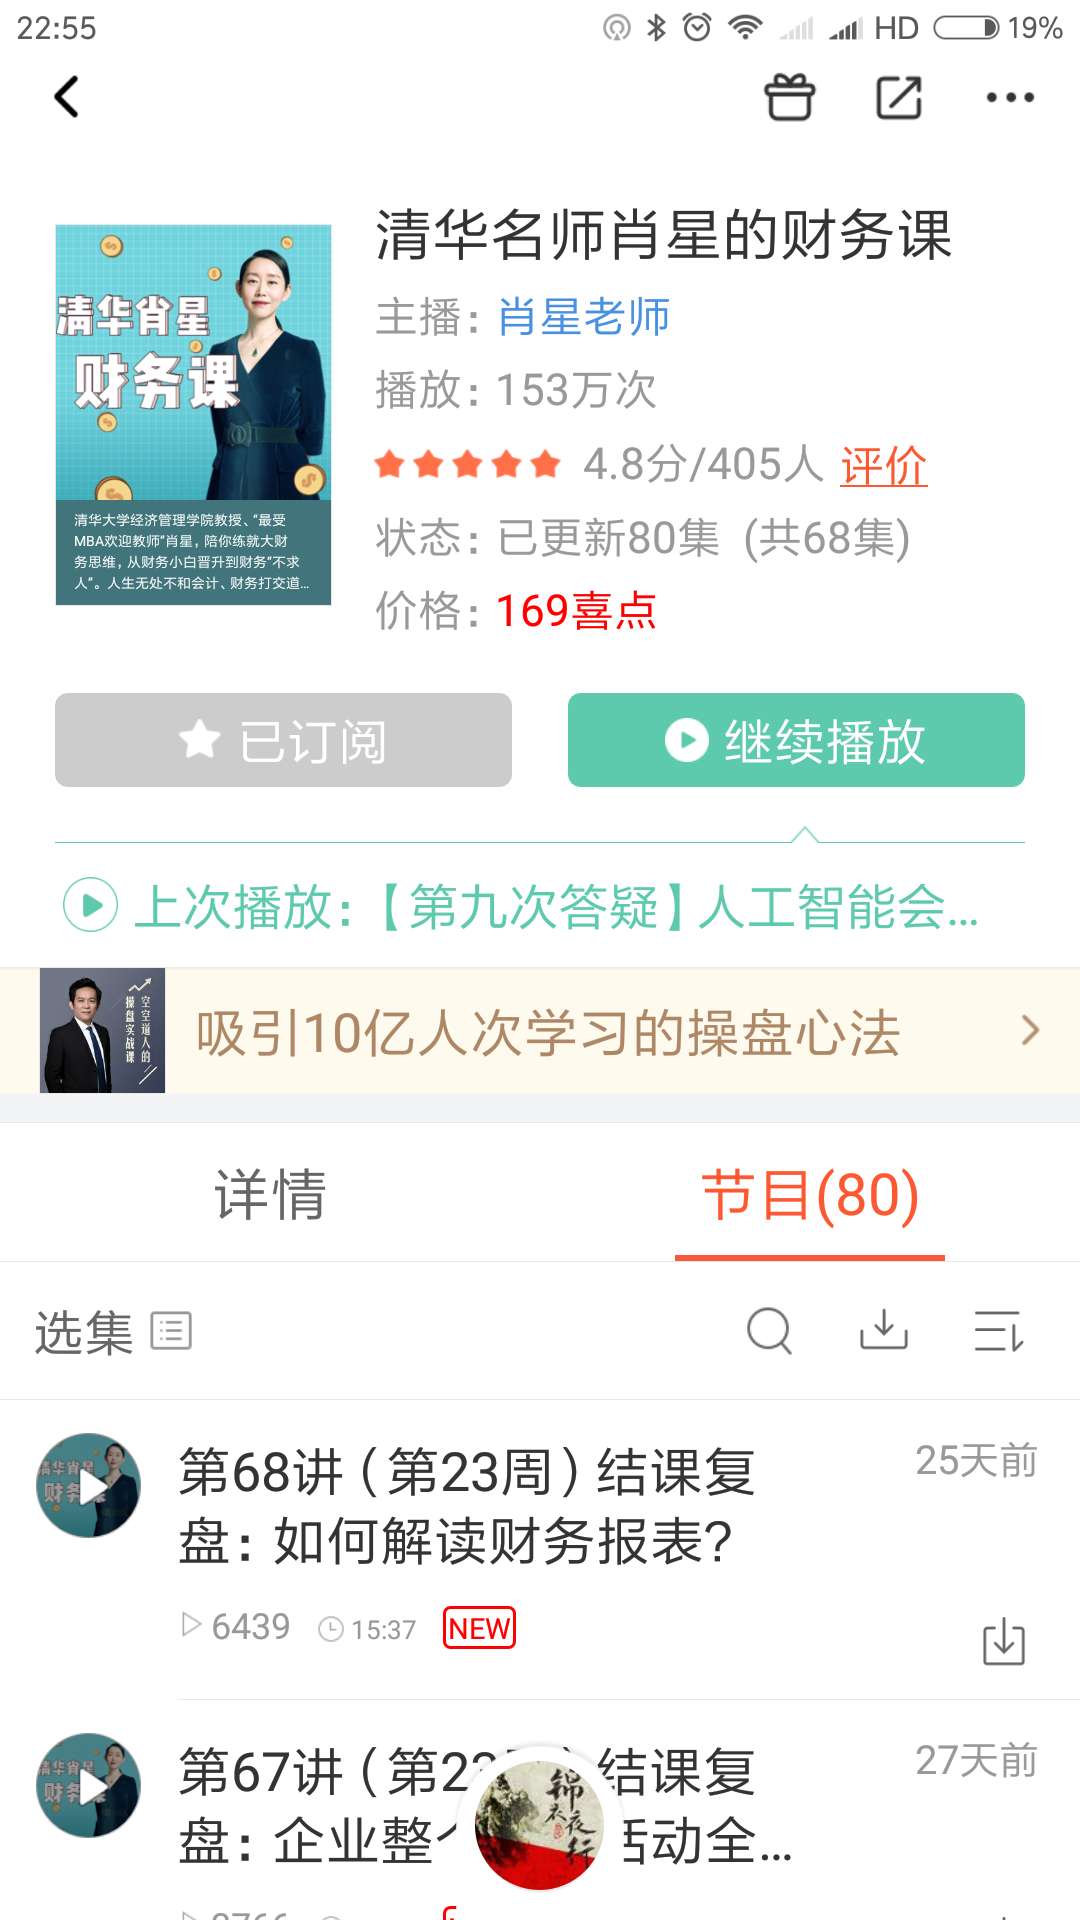 22:55
HD
19%
清华名师肖星的财务课
清华肖星
财务课
清华大学经济管理学院教授、“最受
MBA欢迎教师”肖星，陪你练就大财
务思维，从财务小白晋升到财务“不求
人”。人生无处不和会计、财务打交道...
主播：肖星老师
播放：153万次
4.8分/405人 评价
状态：已更新80集 (共68集)
价格：169喜点
已订阅
继续播放
上次播放：【第九次答疑】人工智能会...
空空道人的
操盘实战课
吸引10亿人次学习的操盘心法
详情
节目(80)
选集
清华肖星
第68讲（第23周）结课复
盘：如何解读财务报表？
25天前
6439
15:37
NEW
清华肖星
第67讲（第2 结课复
盘：企业整 活动全...
27天前
锦衣夜行